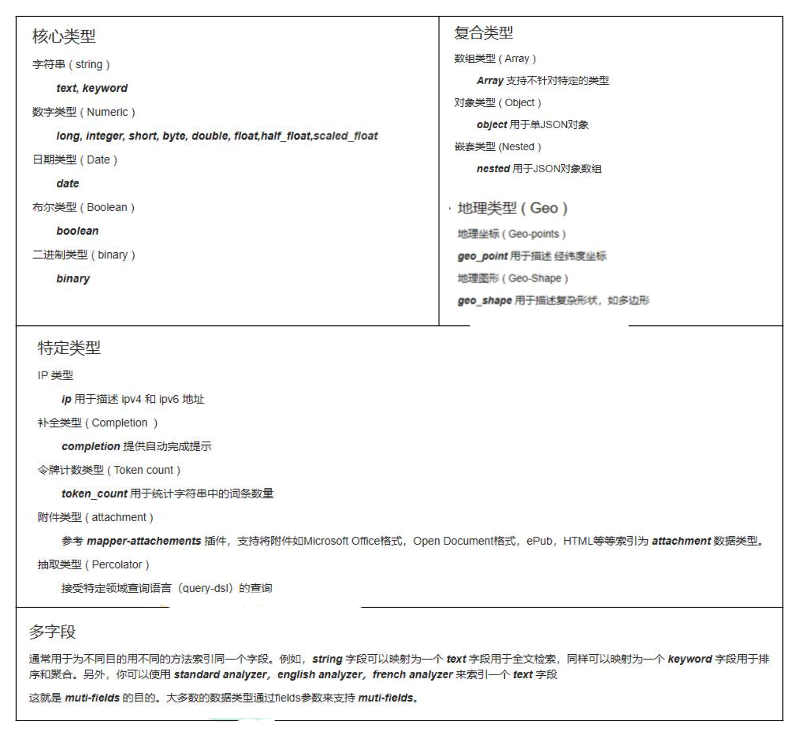 核心类型
字符串 ( string )
text, keyword
数字类型 ( Numeric )
long, integer, short, byte, double, float,half_float,scaled_float
日期类型 ( Date )
date
布尔类型 ( Boolean )
boolean
二进制类型 ( binary )
binary
复合类型
数组类型 ( Array )
Array 支持不针对特定的类型
对象类型 ( Object )
object 用于单JSON对象
嵌套类型 (Nested )
nested 用于JSON对象数组
地理类型 ( Geo )
地理坐标 ( Geo-points )
geo_point 用于描述 经纬度坐标
地理图形 ( Geo-Shape )
geo_shape 用于描述复杂形状，如多边形
特定类型
IP 类型
ip 用于描述 ipv4 和 ipv6 地址
补全类型 ( Completion )
completion 提供自动完成提示
令牌计数类型 ( Token count )
token_count 用于统计字符串中的词条数量
附件类型 ( attachment )
参考 mapper-attachements 插件，支持将附件如Microsoft Office格式，Open Document格式，ePub，HTML等等索引为 attachment 数据类型。
抽取类型 ( Percolator )
接受特定领域查询语言（query-dsl）的查询
多字段
通常用于为不同目的用不同的方法索引同一个字段。例如，string 字段可以映射为一个 text 字段用于全文检索，同样可以映射为一个 keyword 字段用于排
序和聚合。另外，你可以使用 standard analyzer，english analyzer，french analyzer 来索引一个 text 字段
这就是 muti-fields 的目的。大多数的数据类型通过fields参数来支持 muti-fields。